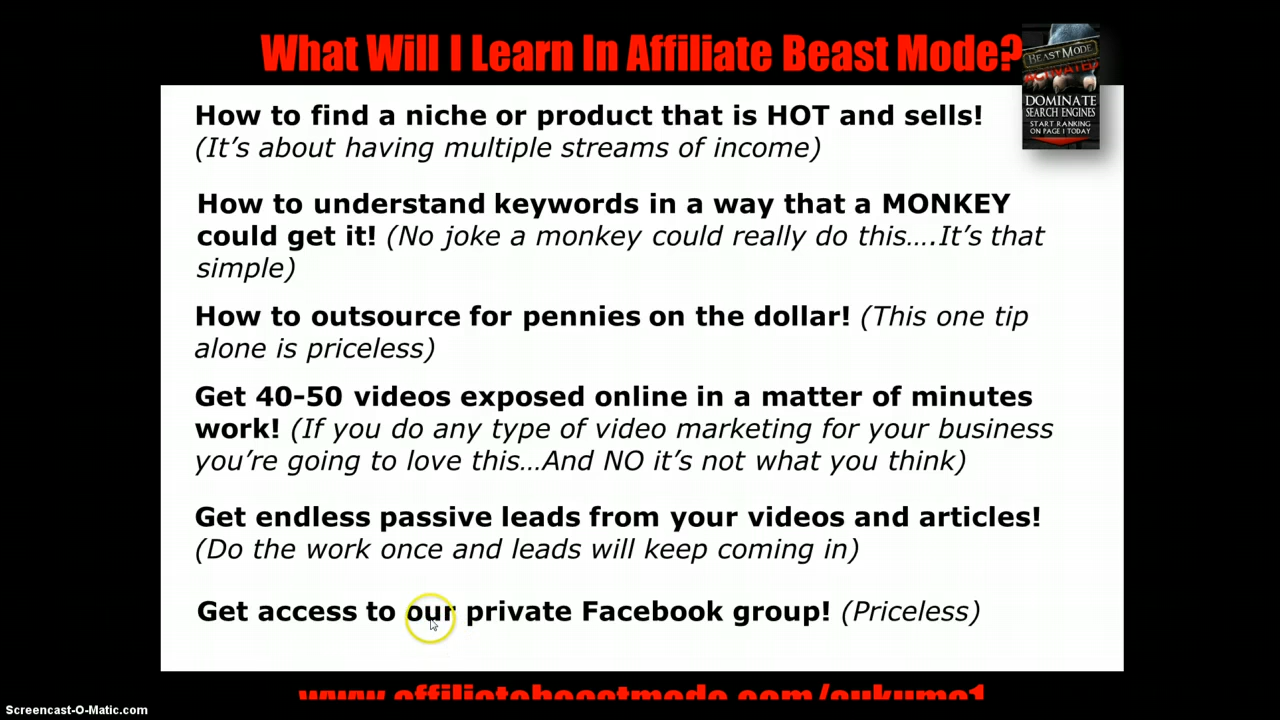 What Will I Learn In Affiliate Beast Mode?
BEAST MODE
ACTIVATED
DOMINATE
SEARCH ENGINES
START RANKING
ON PAGE 1 TODAY
How to find a niche or product that is HOT and sells!
(It's about having multiple streams of income)
How to understand keywords in a way that a MONKEY
could get it! (No joke a monkey could really do this....It's that
simple)
How to outsource for pennies on the dollar! (This one tip
alone is priceless)
Get 40-50 videos exposed online in a matter of minutes
work! (If you do any type of video marketing for your business
you're going to love this...And NO it's not what you think)
Get endless passive leads from your videos and articles!
(Do the work once and leads will keep coming in)
Get access to our private Facebook group! (Priceless)
Screencast-O-Matic.com